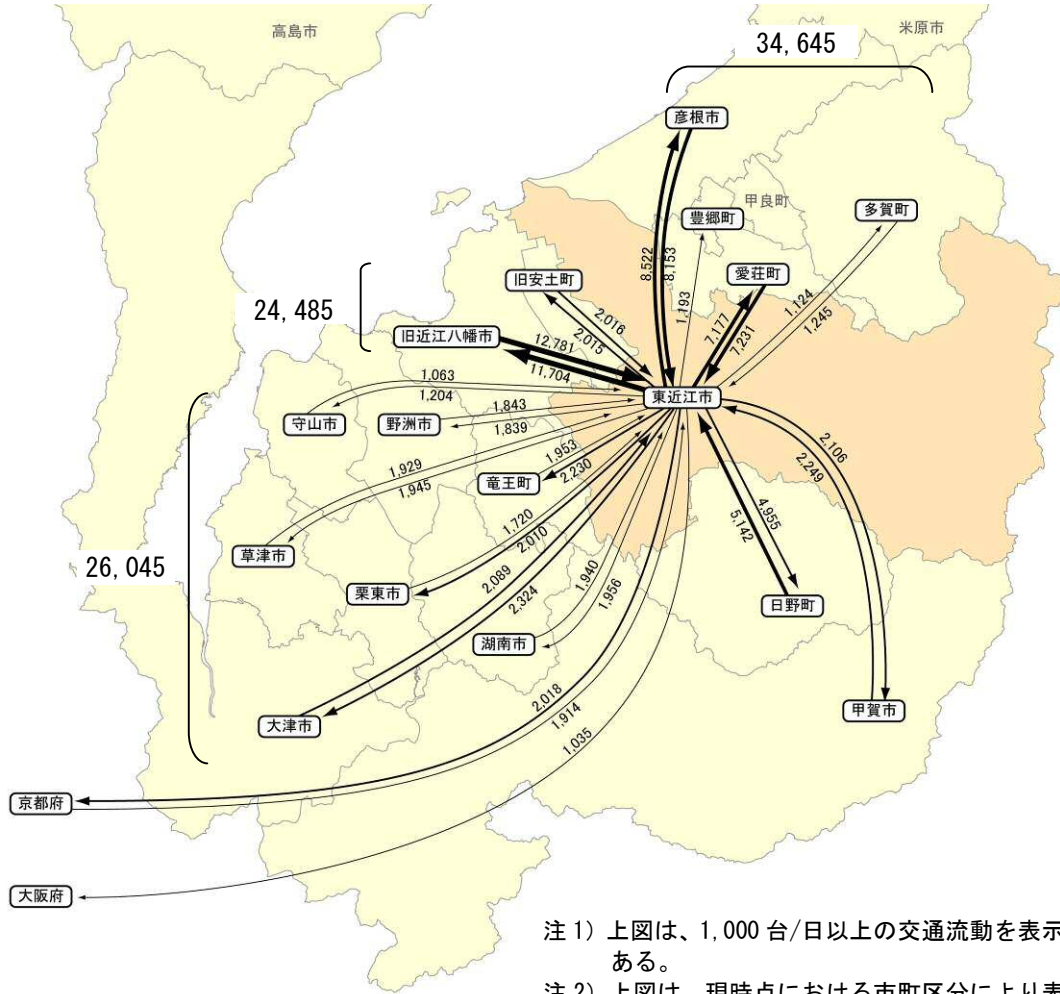 高島市
米原市
34,645
彦根市
甲良町
豊郷町
多賀町
8,522
8,153
1,193
1,124
1,245
旧安土町
愛荘町
2,016
2,015
7,177
7,231
24,485
旧近江八幡市
12,781
11,704
東近江市
1,063
1,204
守山市
野洲市
1,843
1,839
1,929
1,945
竜王町
1,953
2,230
2,106
2,249
4,955
5,142
草津市
26,045
栗東市
1,720
2,010
2,089
2,324
1,940
1,956
湖南市
日野町
大津市
甲賀市
2,018
1,914
1,035
京都府
大阪府
注1) 上図は、1,000 台/日以上の交通流動を表示
ある。